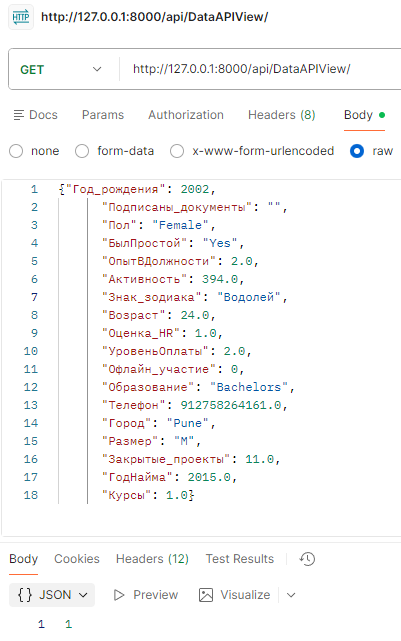 HTTP http://127.0.0.1:8000/api/DataAPIView/
GET http://127.0.0.1:8000/api/DataAPIView/
Docs Params Authorization Headers (8) Body
none form-data x-www-form-urlencoded raw
1 {"Год_рождения": 2002,
2 "Подписаны_документы": "",
3 "Пол": "Female",
4 "БылПростой": "Yes",
5 "ОпытВДолжности": 2.0,
6 "Активность": 394.0,
7 "Знак_зодиака": "Водолей",
8 "Возраст": 24.0,
9 "Оценка_HR": 1.0,
10 "УровеньОплаты": 2.0,
11 "Офлайн_участие": 0,
12 "Образование": "Bachelors",
13 "Телефон": 912758264161.0,
14 "Город": "Pune",
15 "Размер": "M",
16 "Закрытые_проекты": 11.0,
17 "ГодНайма": 2015.0,
18 "Курсы": 1.0}
Body Cookies Headers (12) Test Results
{} JSON Preview Visualize
1 1